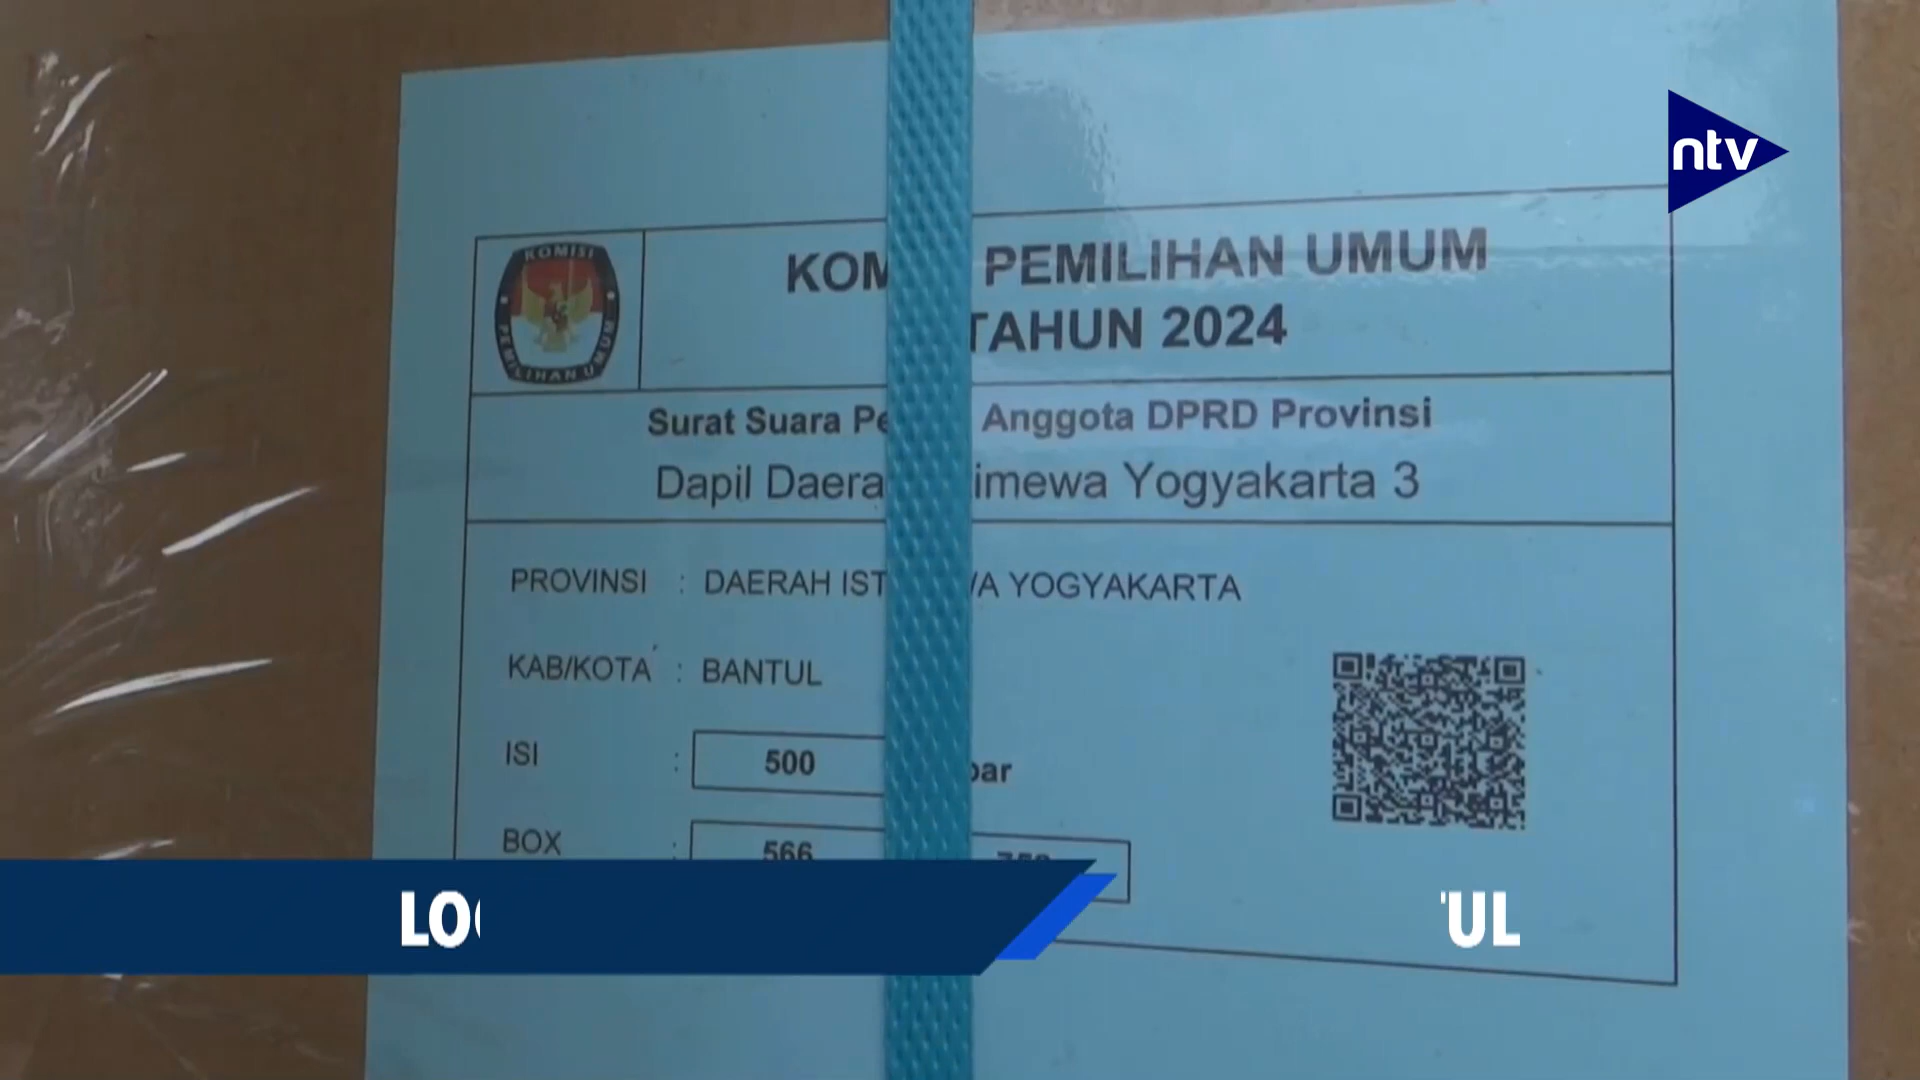 ntv
KOMISI
PEMILIHAN UMUM
KOM PEMILIHAN UMUM
TAHUN 2024
Surat Suara Pe Anggota DPRD Provinsi
Dapil Daera imewa Yogyakarta 3
PROVINSI : DAERAH IST A YOGYAKARTA
KAB/KOTA : BANTUL
ISI : 500 bar
BOX : 566
LO UL